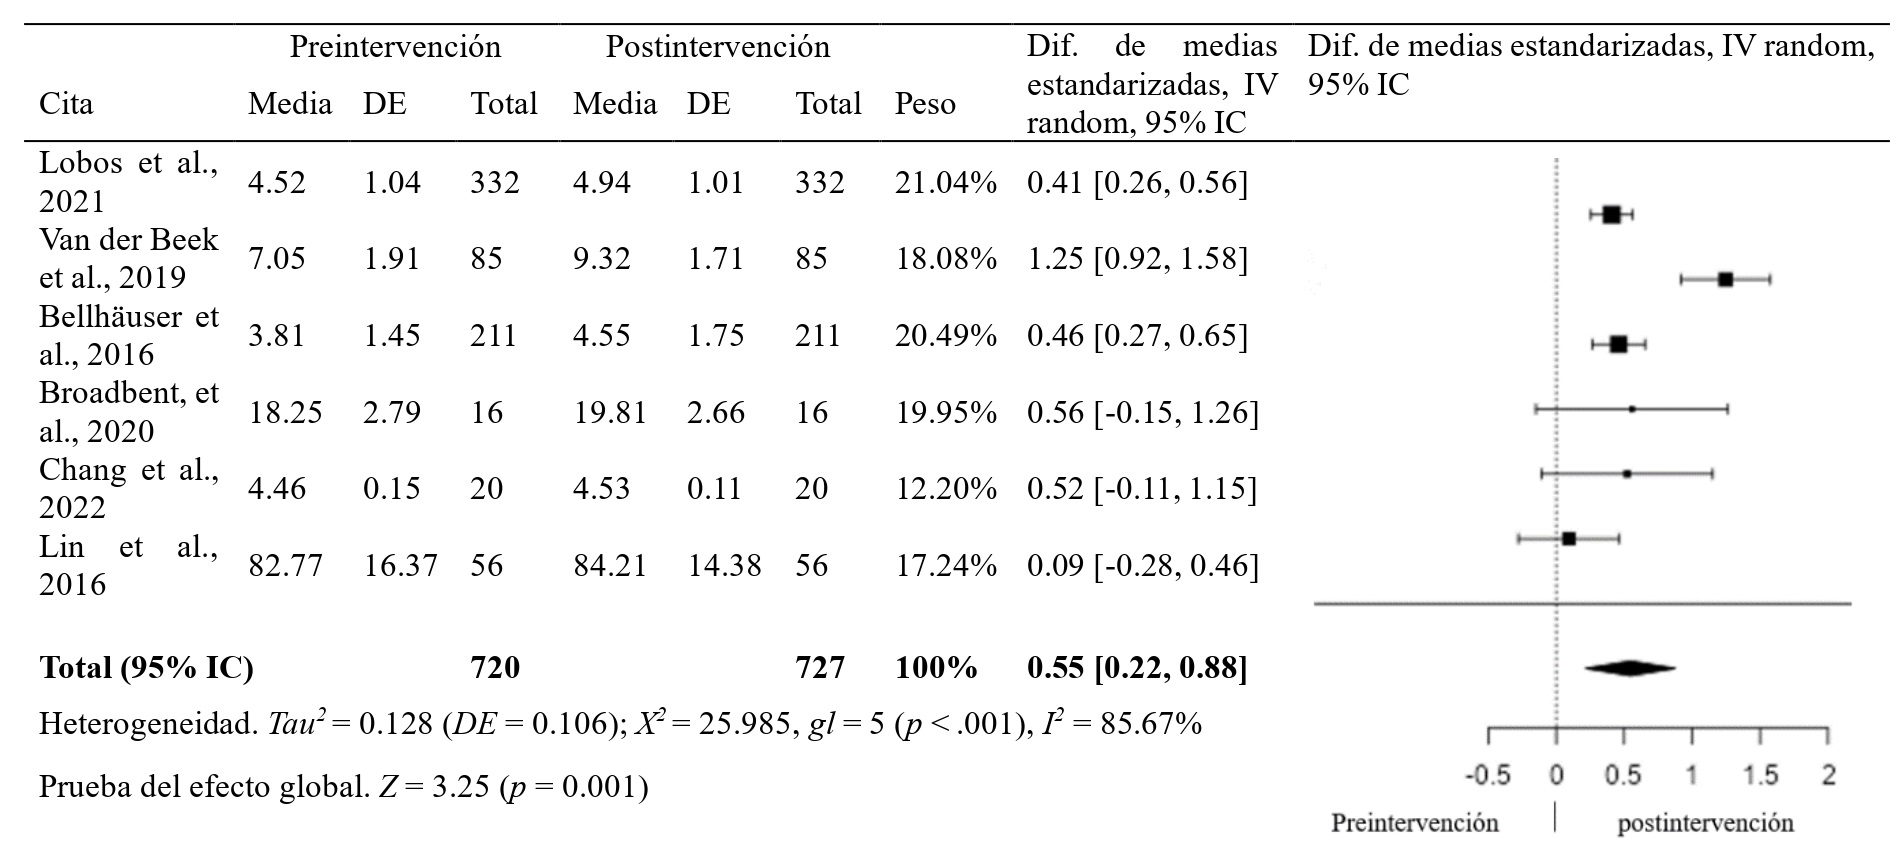 Preintervención Postintervención Dif. de medias estandarizadas, IV random, 95% IC Dif. de medias estandarizadas, IV random, 95% IC
Cita Media DE Total Media DE Total Peso
Lobos et al., 2021 4.52 1.04 332 4.94 1.01 332 21.04% 0.41 [0.26, 0.56]
Van der Beek et al., 2019 7.05 1.91 85 9.32 1.71 85 18.08% 1.25 [0.92, 1.58]
Bellhäuser et al., 2016 3.81 1.45 211 4.55 1.75 211 20.49% 0.46 [0.27, 0.65]
Broadbent, et al., 2020 18.25 2.79 16 19.81 2.66 16 19.95% 0.56 [-0.15, 1.26]
Chang et al., 2022 4.46 0.15 20 4.53 0.11 20 12.20% 0.52 [-0.11, 1.15]
Lin et al., 2016 82.77 16.37 56 84.21 14.38 56 17.24% 0.09 [-0.28, 0.46]
Total (95% IC) 720 727 100% 0.55 [0.22, 0.88]
Heterogeneidad. Tau² = 0.128 (DE = 0.106); X² = 25.985, gl = 5 (p < .001), I² = 85.67%
Prueba del efecto global. Z = 3.25 (p = 0.001)
-0.5 0 0.5 1 1.5 2
Preintervención | postintervención